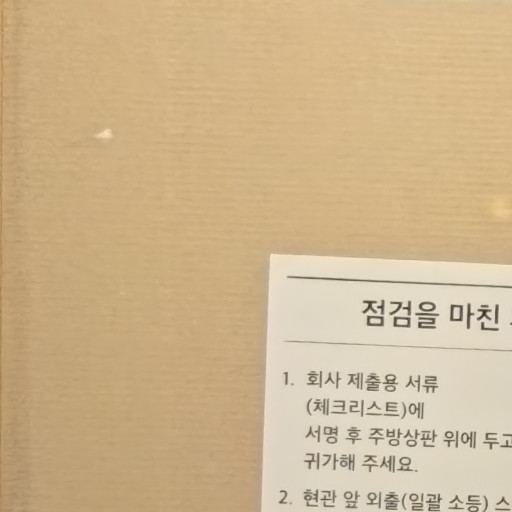 점검을 마친
1. 회사 제출용 서류
(체크리스트)에
서명 후 주방상판 위에 두고
귀가해 주세요.
2. 현관 앞 외출(일괄 소등) 스